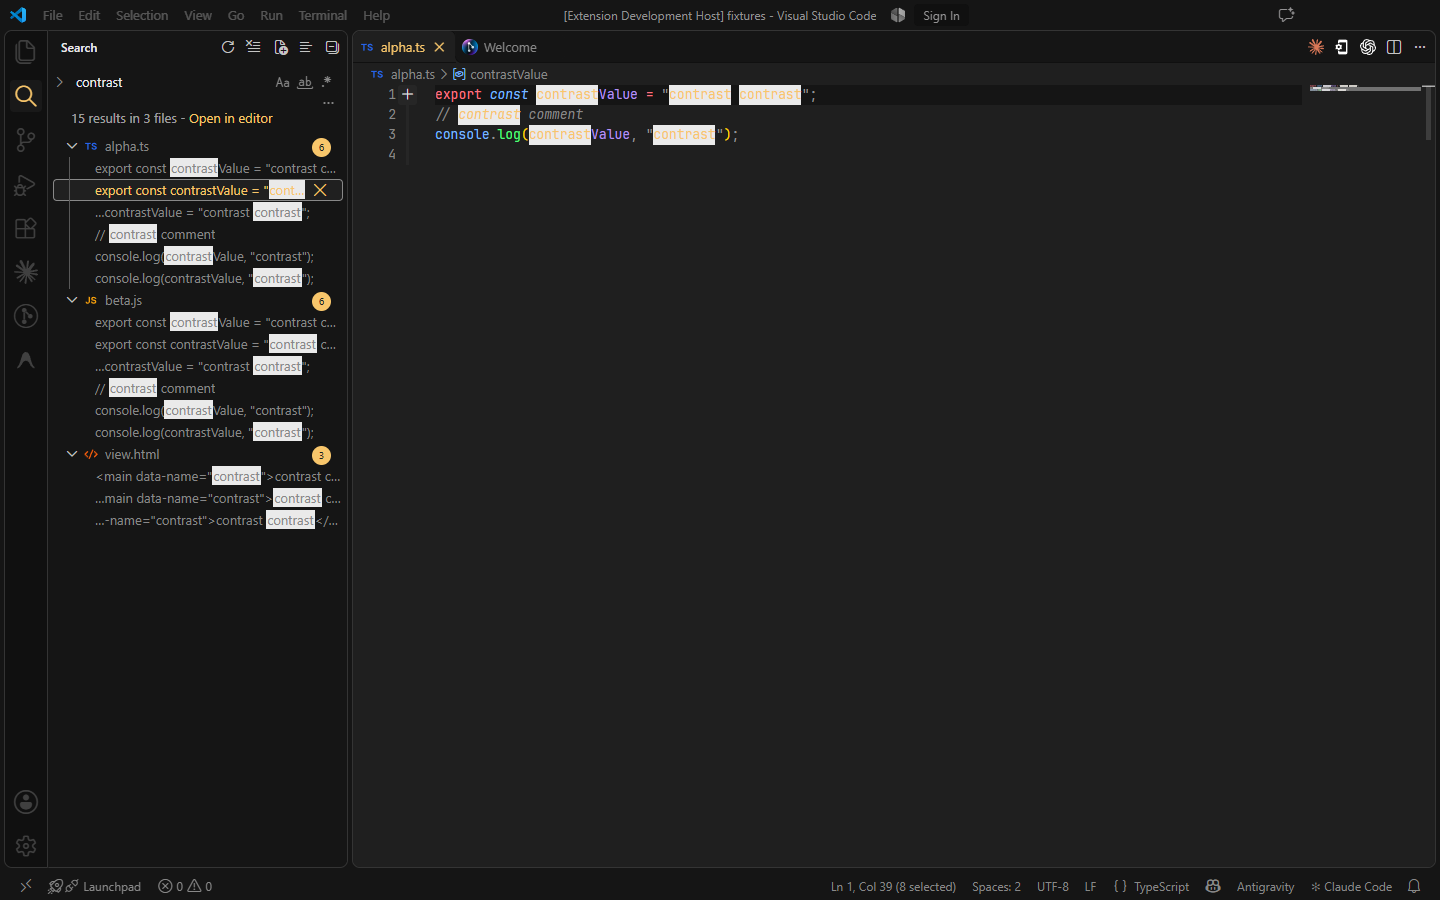 File Edit Selection View Go Run Terminal Help
[Extension Development Host] fixtures - Visual Studio Code
Sign In
Search
contrast
Aa ab .*
15 results in 3 files - Open in editor
TS alpha.ts 6
export const contrastValue = "contrast c...
export const contrastValue = "cont...
...contrastValue = "contrast contrast";
// contrast comment
console.log(contrastValue, "contrast");
console.log(contrastValue, "contrast");
JS beta.js 6
export const contrastValue = "contrast c...
export const contrastValue = "contrast c...
...contrastValue = "contrast contrast";
// contrast comment
console.log(contrastValue, "contrast");
console.log(contrastValue, "contrast");
</> view.html 3
<main data-name="contrast">contrast c...
...main data-name="contrast">contrast c...
...-name="contrast">contrast contrast</...
TS alpha.ts
Welcome
TS alpha.ts > contrastValue
1 export const contrastValue = "contrast contrast";
2 // contrast comment
3 console.log(contrastValue, "contrast");
4
Launchpad 0 0
Ln 1, Col 39 (8 selected) Spaces: 2 UTF-8 LF { } TypeScript Antigravity Claude Code